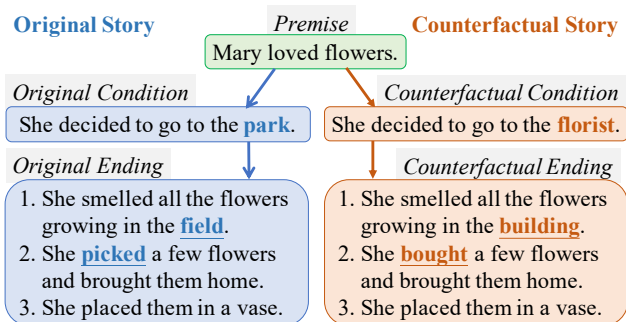 Original Story
Premise
Counterfactual Story
Mary loved flowers.
Original Condition
Counterfactual Condition
She decided to go to the park.
She decided to go to the florist.
Original Ending
Counterfactual Ending
1. She smelled all the flowers
growing in the field.
2. She picked a few flowers
and brought them home.
3. She placed them in a vase.
1. She smelled all the flowers
growing in the building.
2. She bought a few flowers
and brought them home.
3. She placed them in a vase.